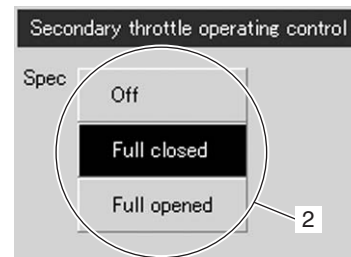 Secondary throttle operating control
Spec
Off
Full closed
Full opened
2